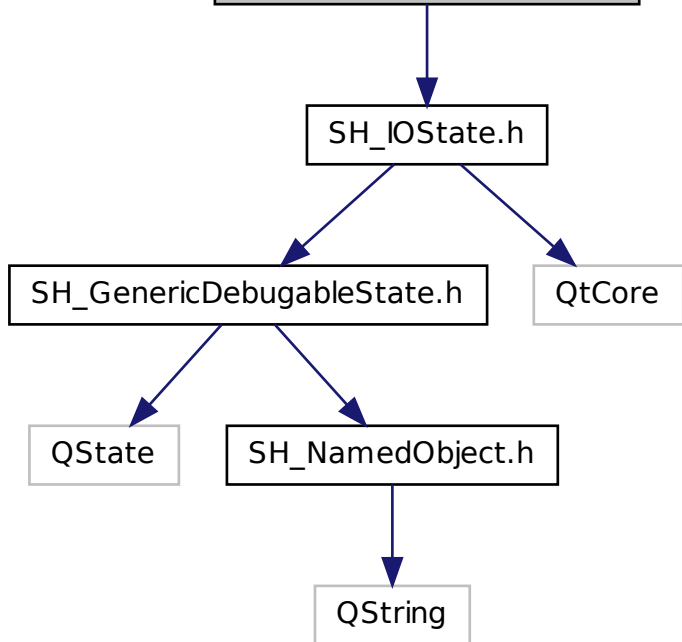 SH_IOState.h
SH_GenericDebugableState.h
QtCore
QState
SH_NamedObject.h
QString